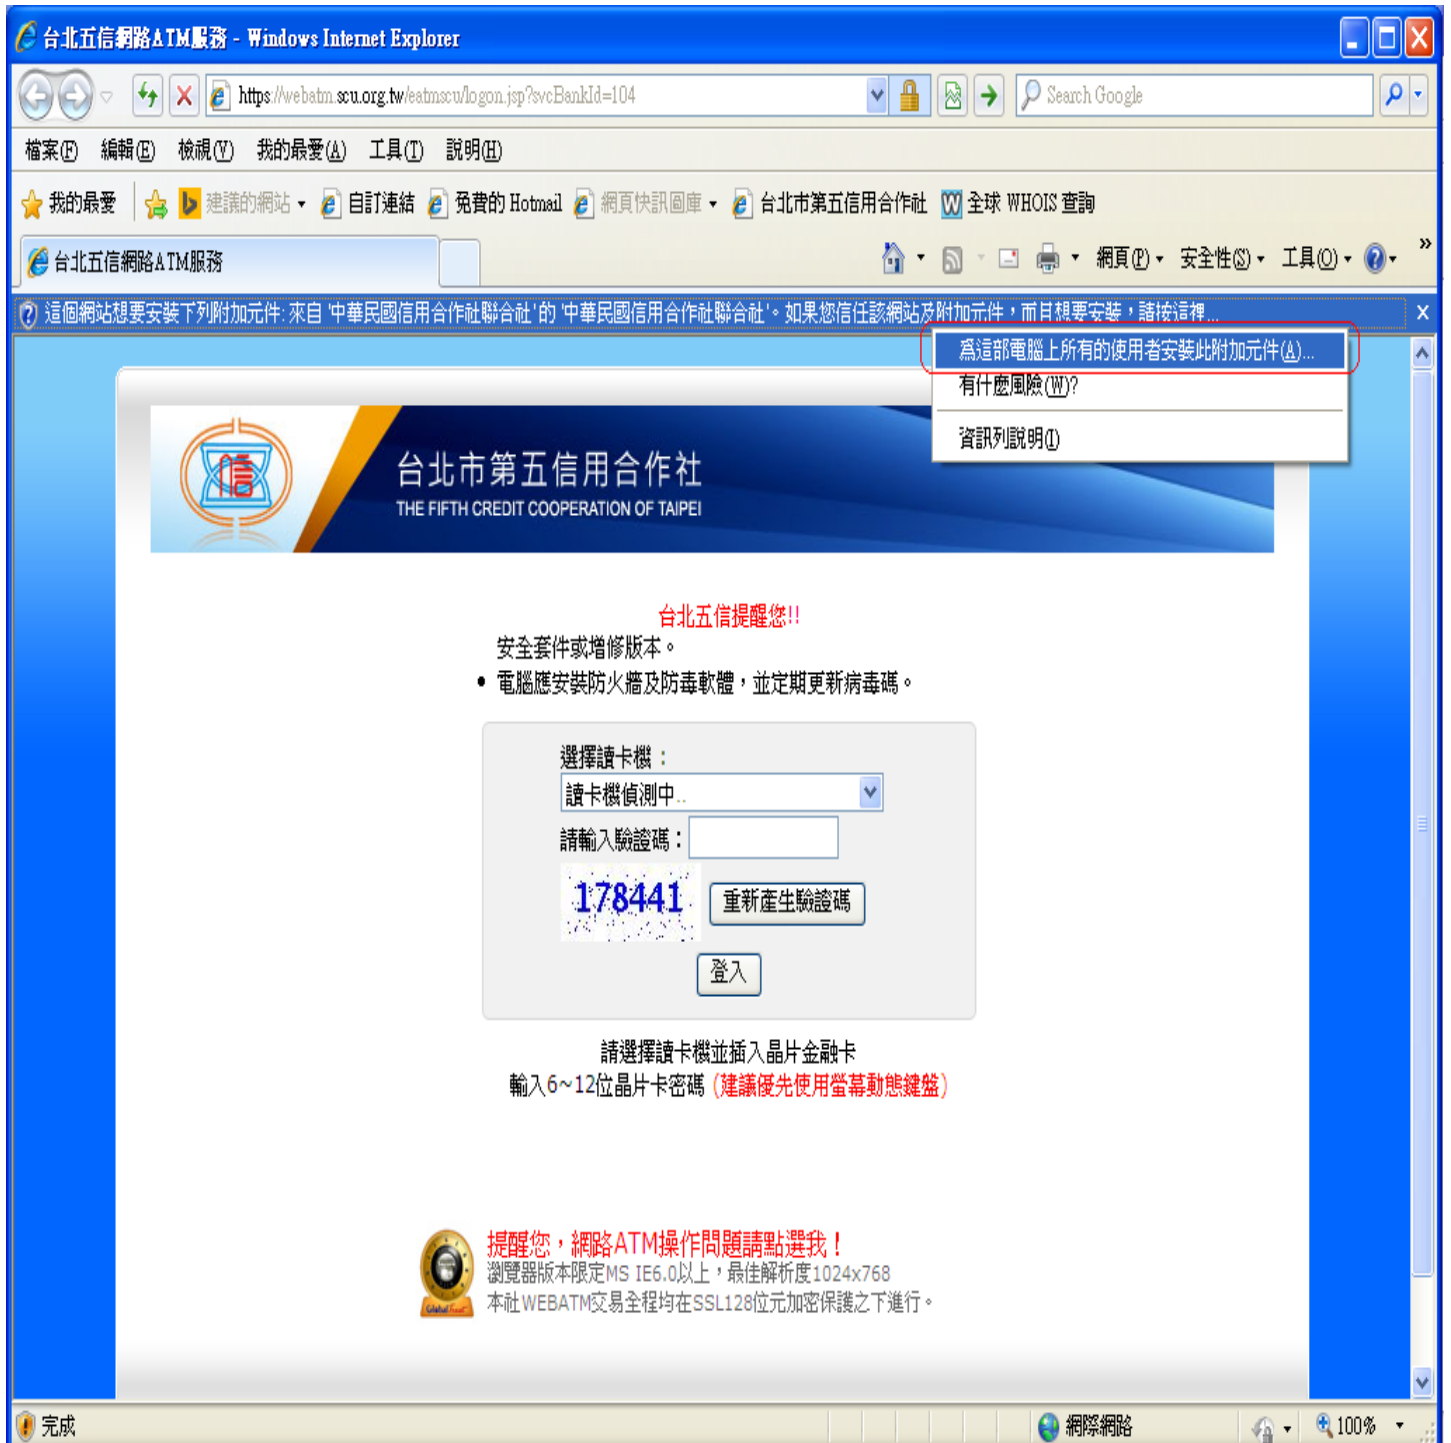 台北五信網路ATM服務 - Windows Internet Explorer
https://webatm.scu.org.tw/eatmscu/logon.jsp?svcBankId=104
Search Google
檔案(F) 編輯(E) 檢視(V) 我的最愛(A) 工具(T) 說明(H)
我的最愛 建議的網站 自訂連結 免費的 Hotmail 網頁快訊圖庫 台北市第五信用合作社 全球 WHOIS 查詢
台北五信網路ATM服務 網頁(P) 安全性(S) 工具(O) »
這個網站想要安裝下列附加元件: 來自 '中華民國信用合作社聯合社' 的 '中華民國信用合作社聯合社'。如果您信任該網站及附加元件，而且想要安裝，請按這裡...
為這部電腦上所有的使用者安裝此附加元件(A)...
有什麼風險(W)?
資訊列說明(I)
信
台北市第五信用合作社
THE FIFTH CREDIT COOPERATION OF TAIPEI
台北五信提醒您!!
安全套件或增修版本。
• 電腦應安裝防火牆及防毒軟體，並定期更新病毒碼。
選擇讀卡機：
讀卡機偵測中..
請輸入驗證碼：
178441 重新產生驗證碼
登入
請選擇讀卡機並插入晶片金融卡
輸入6~12位晶片卡密碼 (建議優先使用螢幕動態鍵盤)
提醒您，網路ATM操作問題請點選我！
瀏覽器版本限定MS IE6.0以上，最佳解析度1024x768
本社WEBATM交易全程均在SSL128位元加密保護之下進行。
GlobalTrust
完成 網際網路 100%